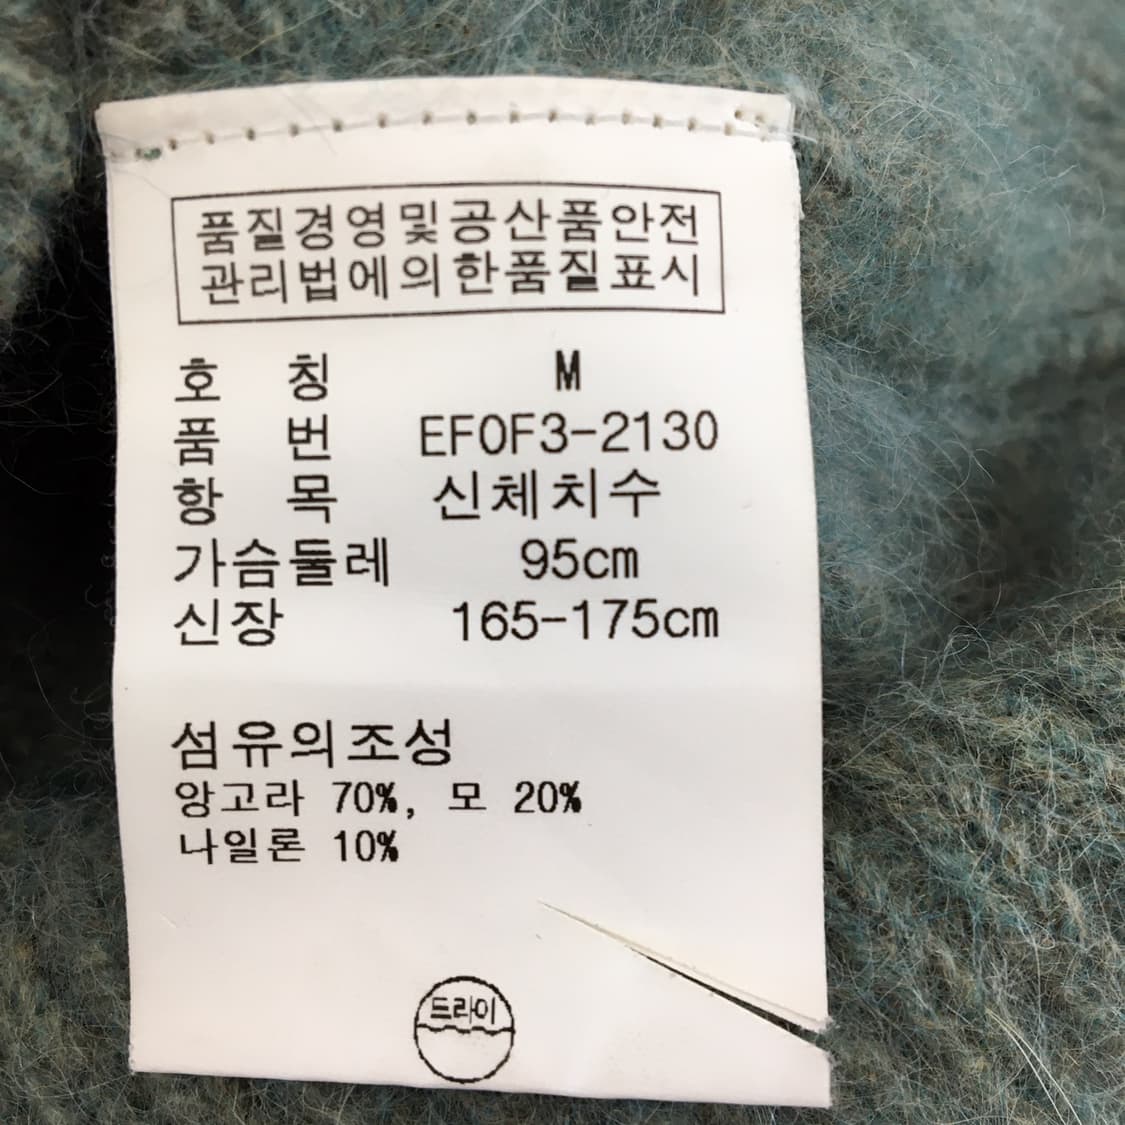 품질경영및공산품안전
관리법에의한품질표시
호 칭 M
품 번 EF0F3-2130
항 목 신체치수
가슴둘레 95cm
신장 165-175cm
섬유의조성
앙고라 70%, 모 20%
나일론 10%
드라이